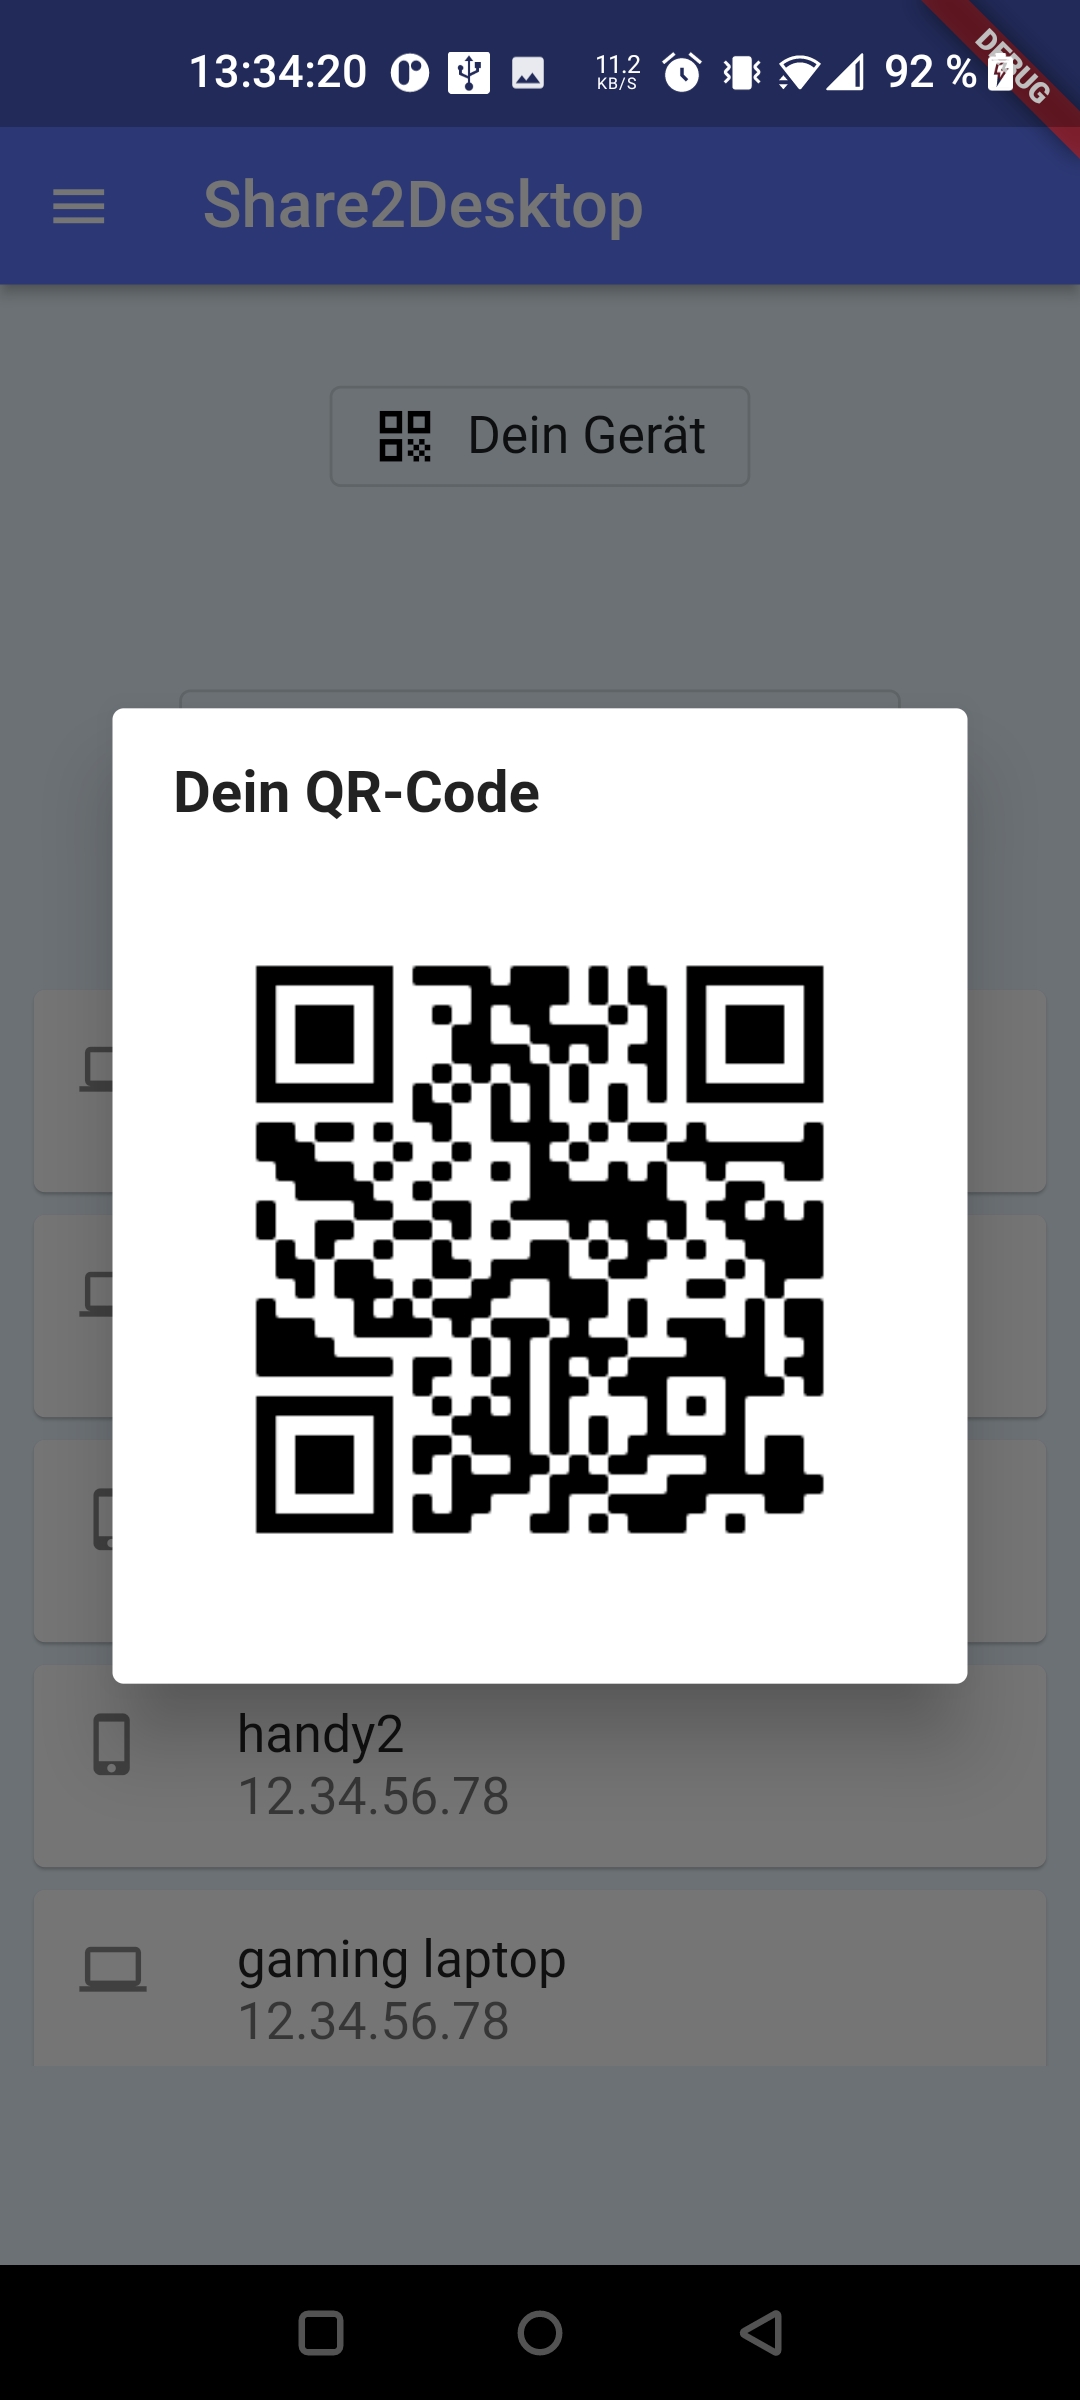 13:34:20
11.2
KB/S
92 %
DEBUG
Share2Desktop
Dein Gerät
Dein QR-Code
handy2
12.34.56.78
gaming laptop
12.34.56.78